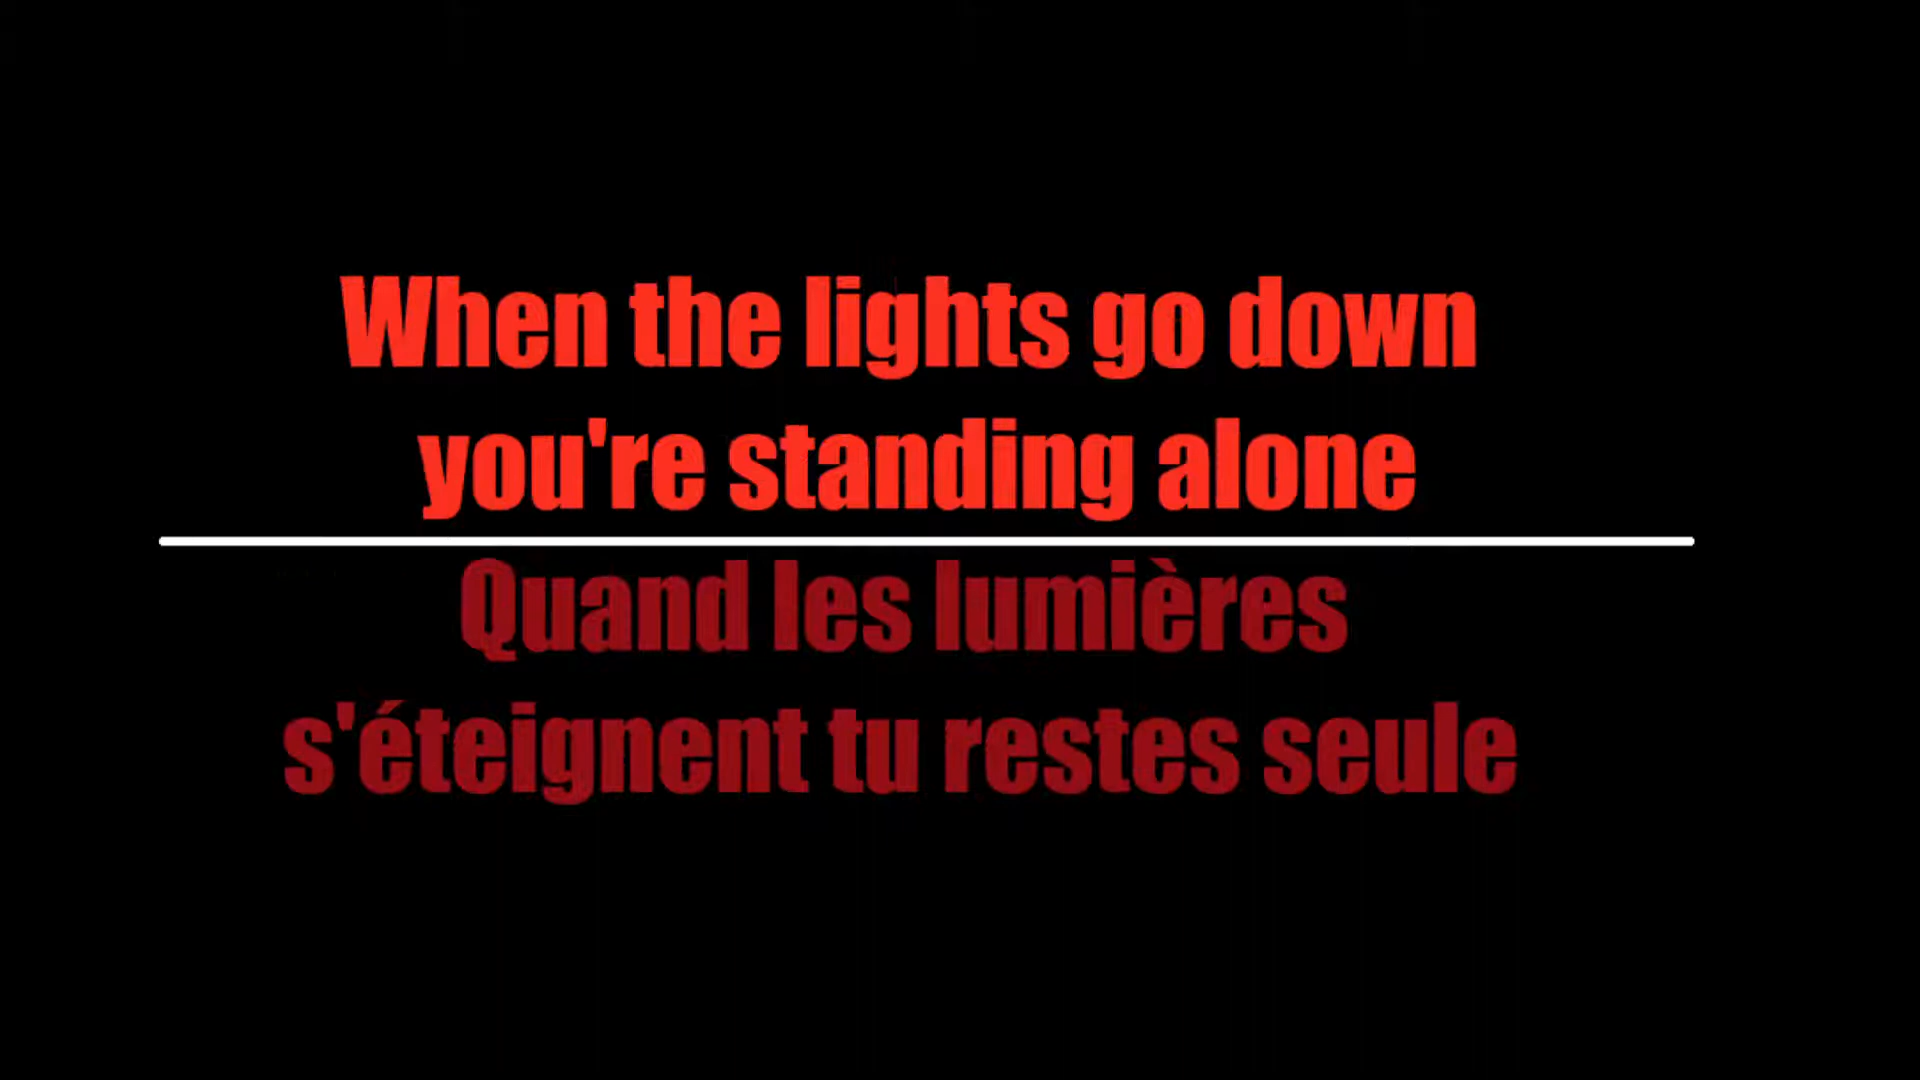 When the lights go down
you're standing alone
Quand les lumières
s'éteignent tu restes seule